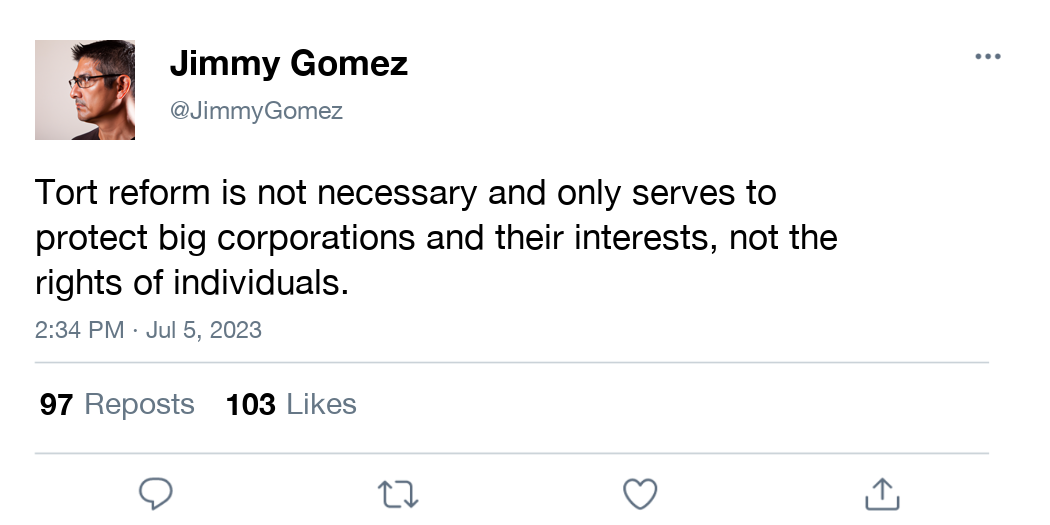 Jimmy Gomez
@JimmyGomez
Tort reform is not necessary and only serves to
protect big corporations and their interests, not the
rights of individuals.
2:34 PM · Jul 5, 2023
97 Reposts 103 Likes